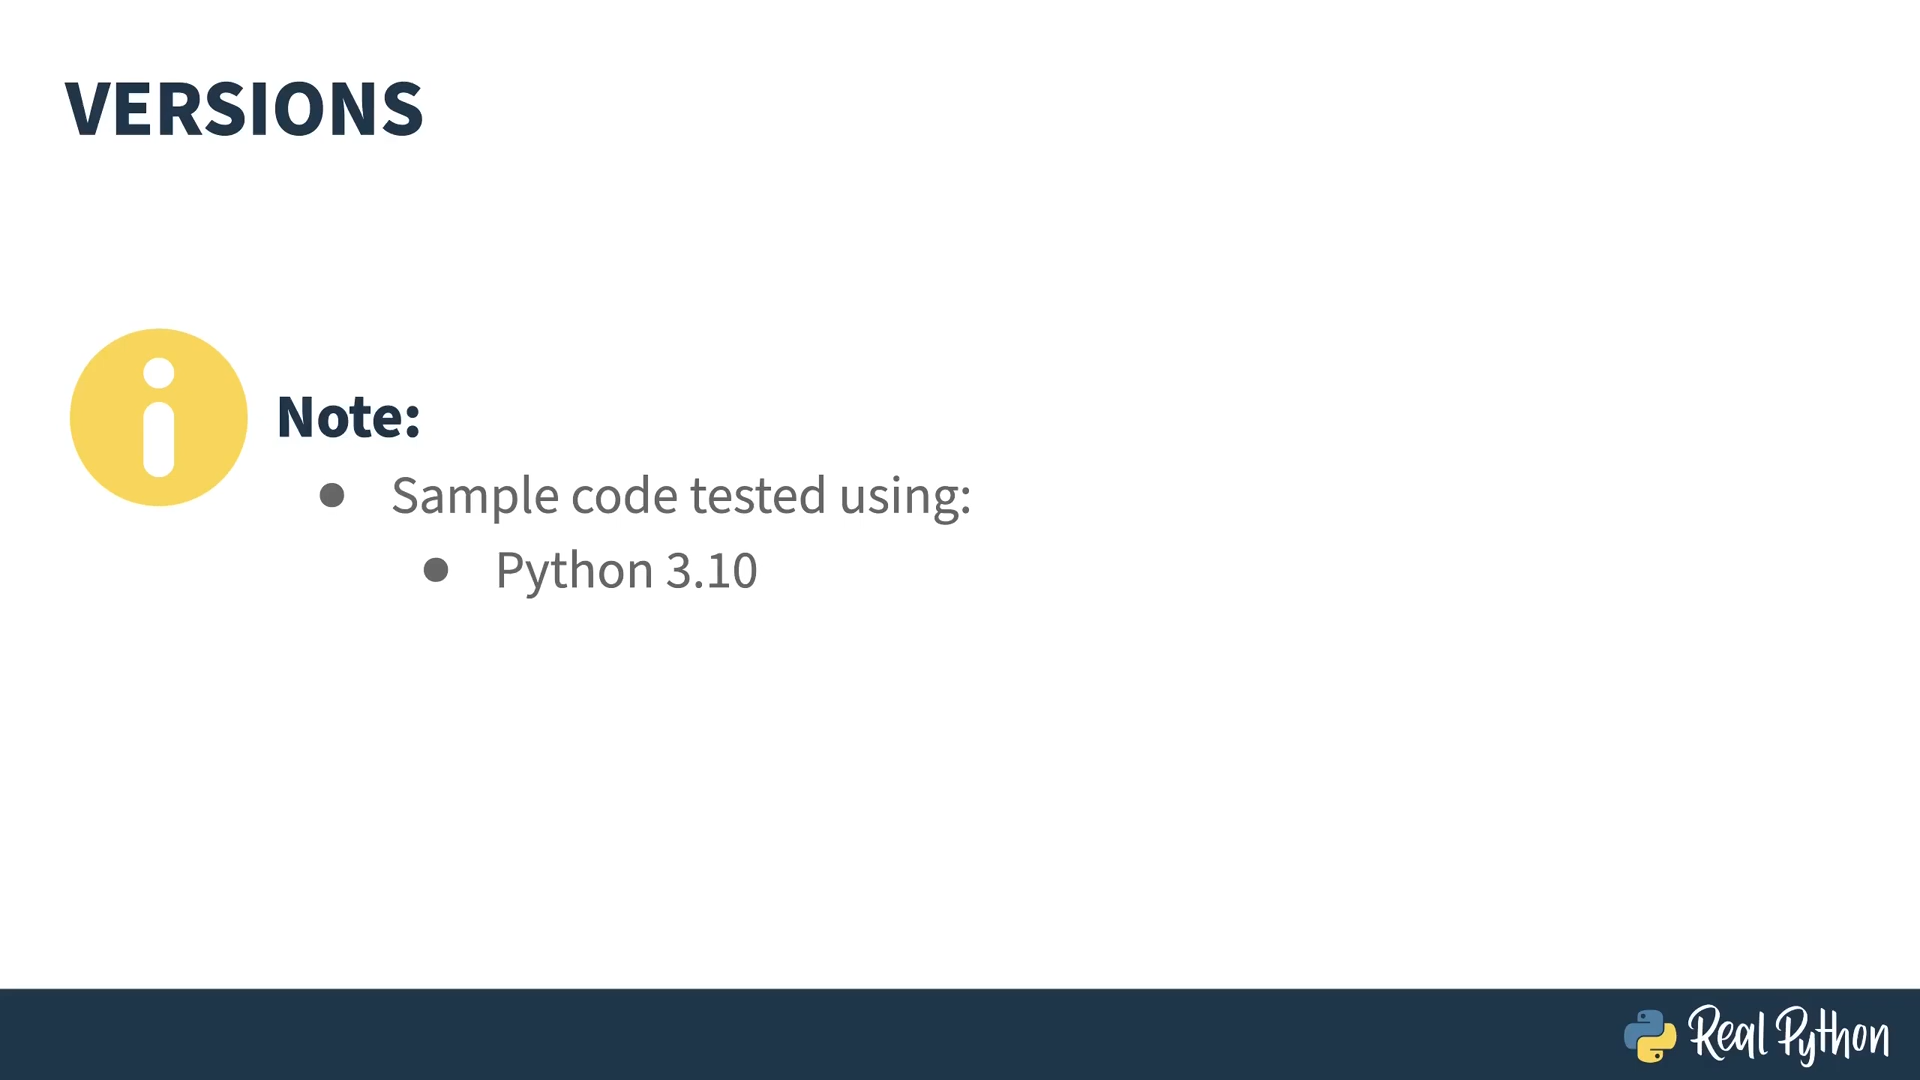 VERSIONS
Note:
● Sample code tested using:
● Python 3.10
Real Python